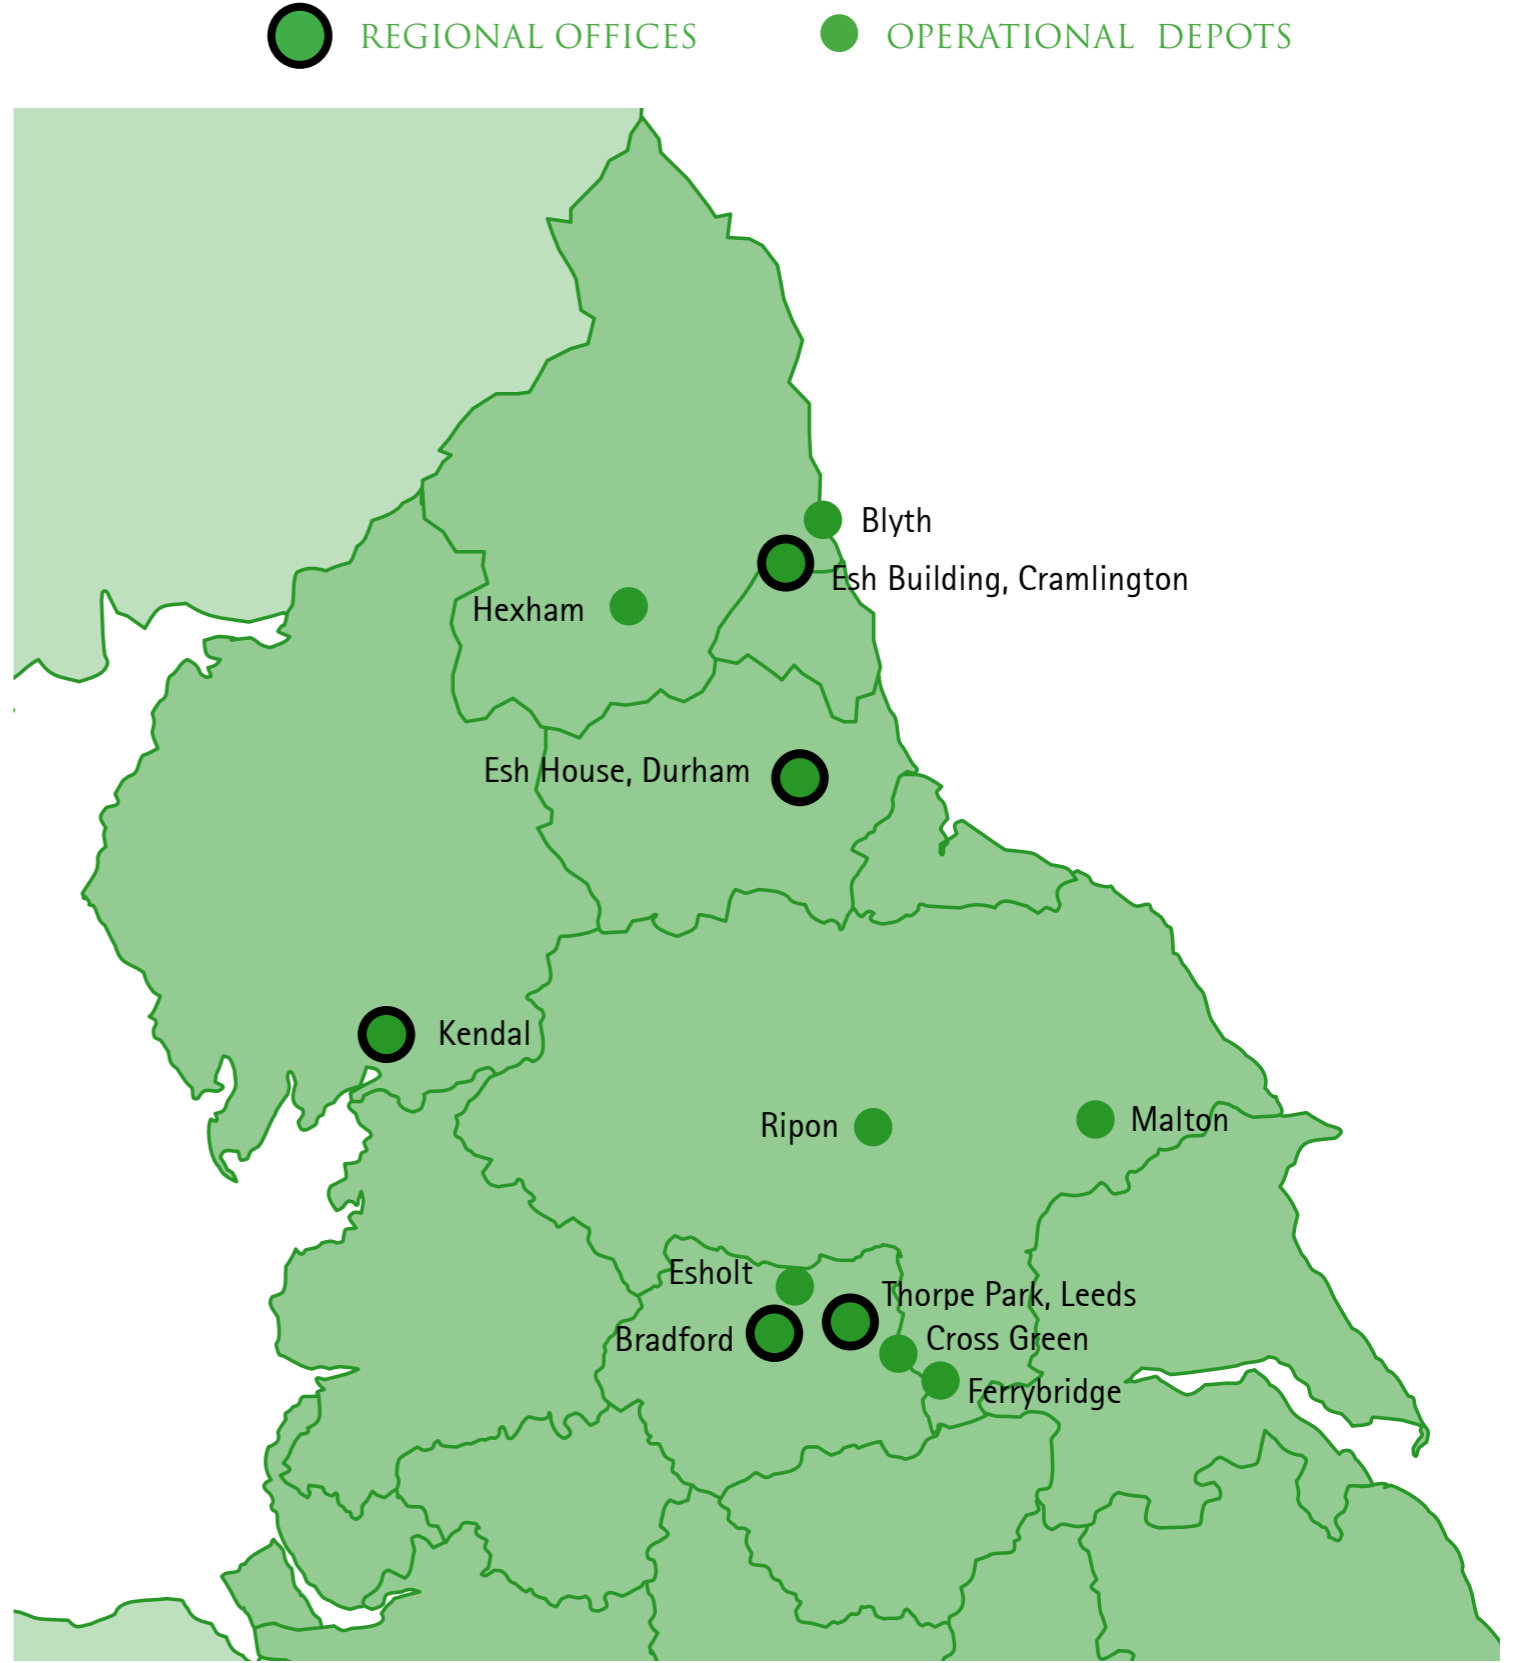 REGIONAL OFFICES
OPERATIONAL DEPOTS
Blyth
Esh Building, Cramlington
Hexham
Esh House, Durham
Kendal
Ripon
Malton
Esholt
Thorpe Park, Leeds
Bradford
Cross Green
Ferrybridge